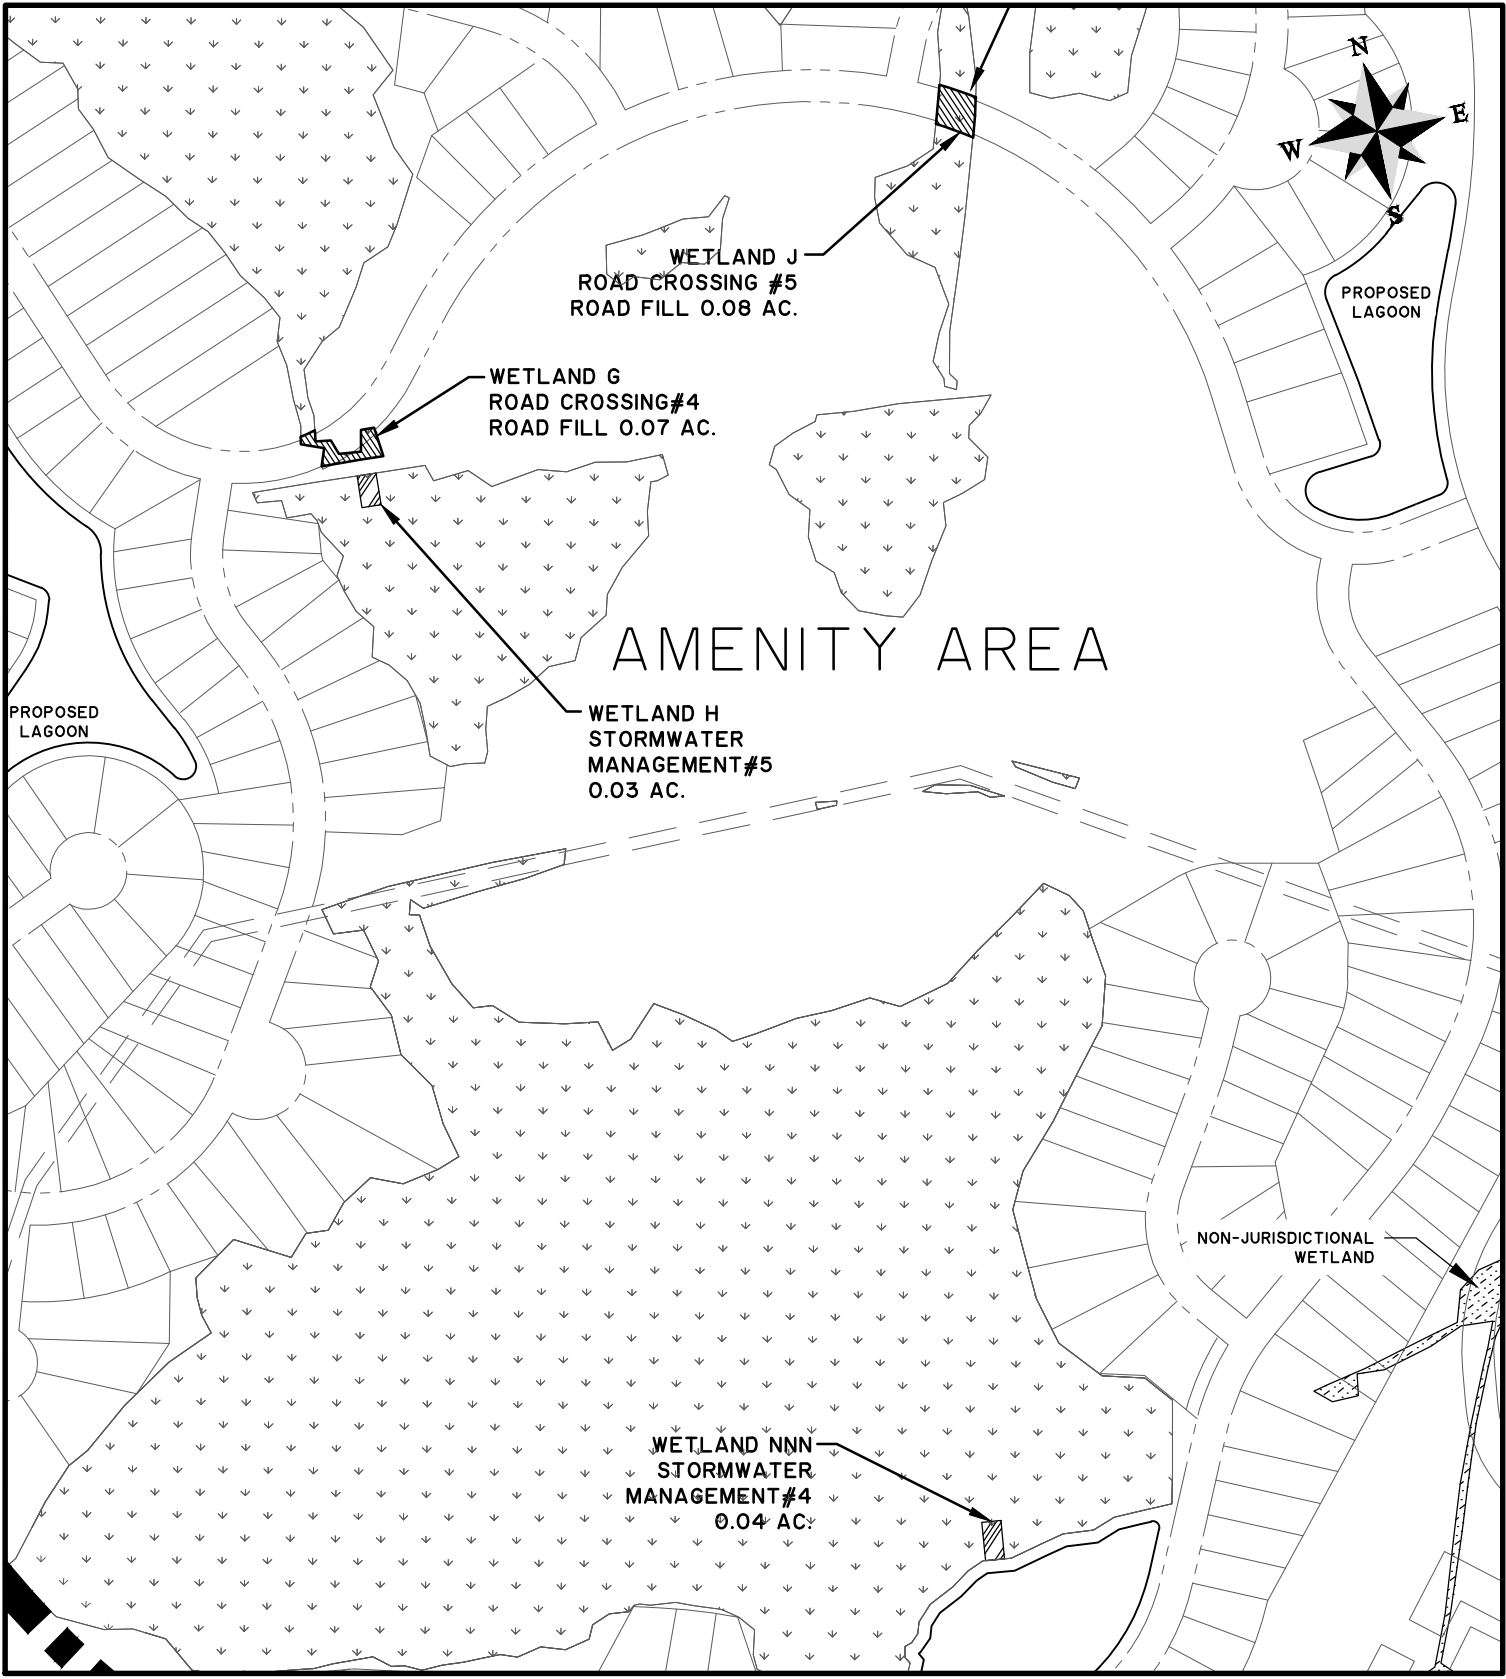 N
E
W
S
WETLAND J
ROAD CROSSING #5
ROAD FILL 0.08 AC.
PROPOSED
LAGOON
WETLAND G
ROAD CROSSING#4
ROAD FILL 0.07 AC.
AMENITY AREA
PROPOSED
LAGOON
WETLAND H
STORMWATER
MANAGEMENT#5
0.03 AC.
NON-JURISDICTIONAL
WETLAND
WETLAND NNN
STORMWATER
MANAGEMENT#4
0.04 AC.